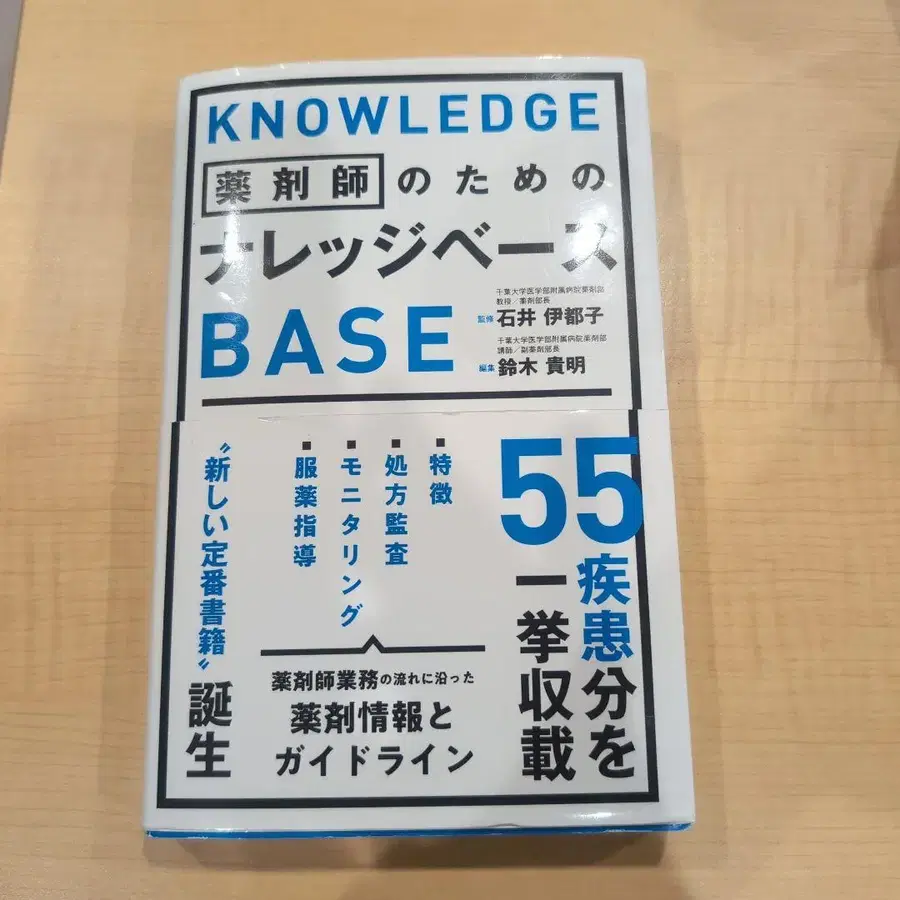 KNOWLEDGE
薬剤師のための
ナレッジベース
BASE
千葉大学医学部附属病院薬剤部
教授/薬剤部長
監修 石井 伊都子
千葉大学医学部附属病院薬剤部
講師/副薬剤部長
編集 鈴木 貴明
55疾患分を
一挙収載
▪特徴
▪処方監査
▪モニタリング
▪服薬指導
薬剤師業務の流れに沿った
薬剤情報と
ガイドライン
“新しい定番書籍”誕生